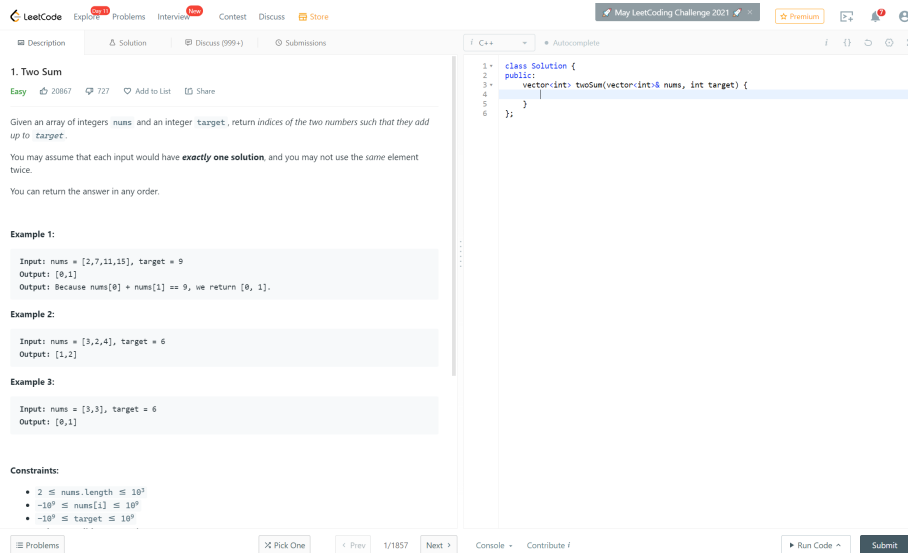 LeetCode Explore Day 11 Problems Interview New Contest Discuss Store May LeetCoding Challenge 2021 Premium 7
Description Solution Discuss (999+) Submissions i C++ Autocomplete i {}
1. Two Sum
Easy 20867 727 Add to List Share
Given an array of integers nums and an integer target, return indices of the two numbers such that they add
up to target.
You may assume that each input would have exactly one solution, and you may not use the same element
twice.
You can return the answer in any order.
Example 1:
Input: nums = [2,7,11,15], target = 9
Output: [0,1]
Output: Because nums[0] + nums[1] == 9, we return [0, 1].
Example 2:
Input: nums = [3,2,4], target = 6
Output: [1,2]
Example 3:
Input: nums = [3,3], target = 6
Output: [0,1]
Constraints:
• 2 ≤ nums.length ≤ 10³
• -10⁹ ≤ nums[i] ≤ 10⁹
• -10⁹ ≤ target ≤ 10⁹
1 class Solution {
2 public:
3 vector<int> twoSum(vector<int>& nums, int target) {
4
5 }
6 };
Problems Pick One < Prev 1/1857 Next > Console Contribute i Run Code Submit